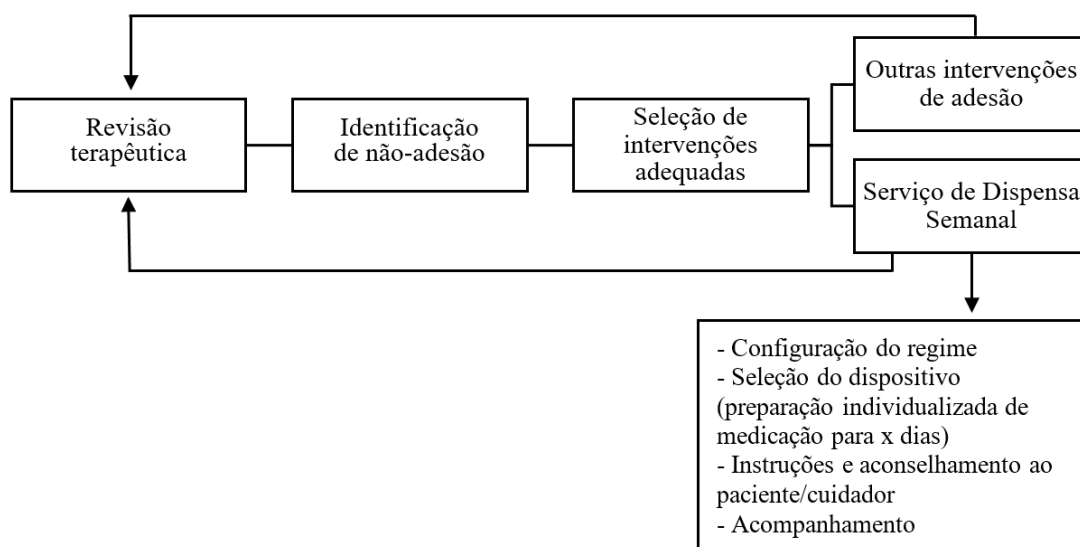 Revisão
terapêutica
Identificação
de não-adesão
Seleção de
intervenções
adequadas
Outras intervenções
de adesão
Serviço de Dispensa
Semanal
- Configuração do regime
- Seleção do dispositivo
(preparação individualizada de
medicação para x dias)
- Instruções e aconselhamento ao
paciente/cuidador
- Acompanhamento